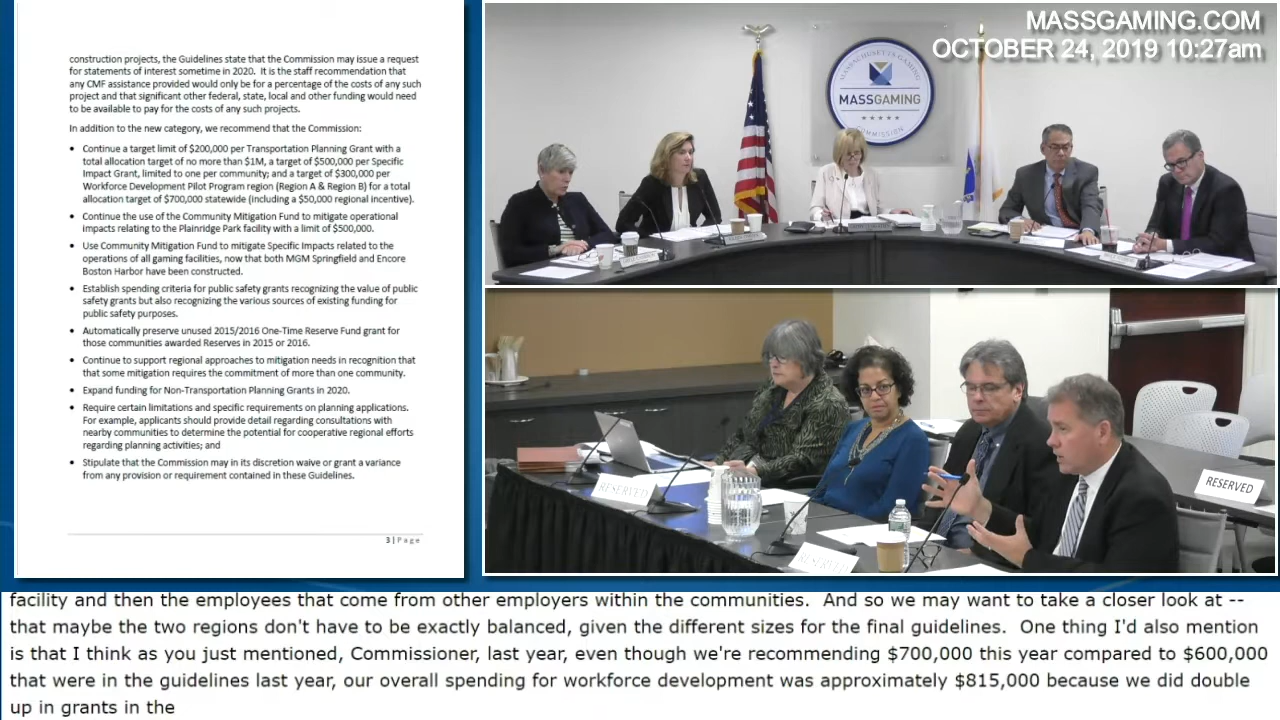 construction projects, the Guidelines state that the Commission may issue a request
for statements of interest sometime in 2020. It is the staff recommendation that
any CMF assistance provided would only be for a percentage of the costs of any such
project and that significant other federal, state, local and other funding would need
to be available to pay for the costs of any such projects.
In addition to the new category, we recommend that the Commission:
• Continue a target limit of $200,000 per Transportation Planning Grant with a
total allocation target of no more than $1M, a target of $500,000 per Specific
Impact Grant, limited to one per community; and a target of $300,000 per
Workforce Development Pilot Program region (Region A & Region B) for a total
allocation target of $700,000 statewide (including a $50,000 regional incentive).
• Continue the use of the Community Mitigation Fund to mitigate operational
impacts relating to the Plainridge Park facility with a limit of $500,000.
• Use Community Mitigation Fund to mitigate Specific Impacts related to the
operations of all gaming facilities, now that both MGM Springfield and Encore
Boston Harbor have been constructed.
• Establish spending criteria for public safety grants recognizing the value of public
safety grants but also recognizing the various sources of existing funding for
public safety purposes.
• Automatically preserve unused 2015/2016 One-Time Reserve Fund grant for
those communities awarded Reserves in 2015 or 2016.
• Continue to support regional approaches to mitigation needs in recognition that
that some mitigation requires the commitment of more than one community.
• Expand funding for Non-Transportation Planning Grants in 2020.
• Require certain limitations and specific requirements on planning applications.
For example, applicants should provide detail regarding consultations with
nearby communities to determine the potential for cooperative regional efforts
regarding planning activities; and
• Stipulate that the Commission may in its discretion waive or grant a variance
from any provision or requirement contained in these Guidelines.
3 | Page
MASSGAMING.COM
OCTOBER 24, 2019 10:27am
MASSACHUSETTS GAMING
MASSGAMING
COMMISSION
RESERVED
RESERVED
RESERVED
facility and then the employees that come from other employers within the communities. And so we may want to take a closer look at --
that maybe the two regions don't have to be exactly balanced, given the different sizes for the final guidelines. One thing I'd also mention
is that I think as you just mentioned, Commissioner, last year, even though we're recommending $700,000 this year compared to $600,000
that were in the guidelines last year, our overall spending for workforce development was approximately $815,000 because we did double
up in grants in the